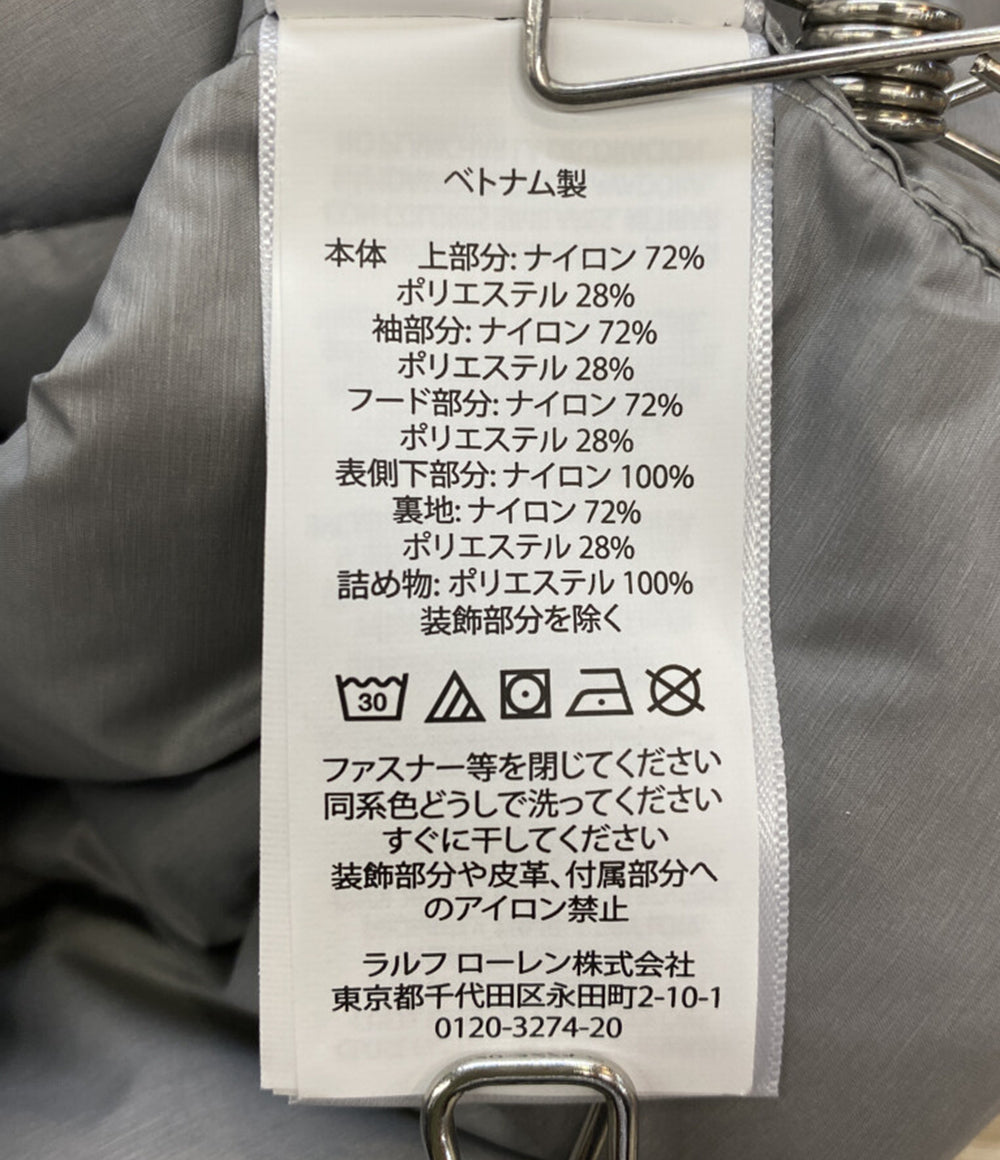 ベトナム製
本体　上部分: ナイロン 72%
ポリエステル 28%
袖部分: ナイロン 72%
ポリエステル 28%
フード部分: ナイロン 72%
ポリエステル 28%
表側下部分: ナイロン 100%
裏地: ナイロン 72%
ポリエステル 28%
詰め物: ポリエステル 100%
装飾部分を除く
30
ファスナー等を閉じてください
同系色どうしで洗ってください
すぐに干してください
装飾部分や皮革、付属部分へ
のアイロン禁止
ラルフ ローレン株式会社
東京都千代田区永田町2-10-1
0120-3274-20